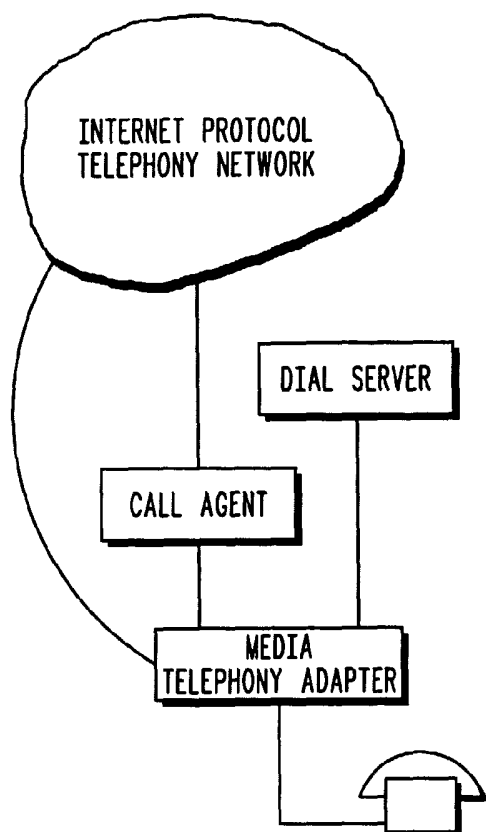 INTERNET PROTOCOL
TELEPHONY NETWORK
DIAL SERVER
CALL AGENT
MEDIA
TELEPHONY ADAPTER